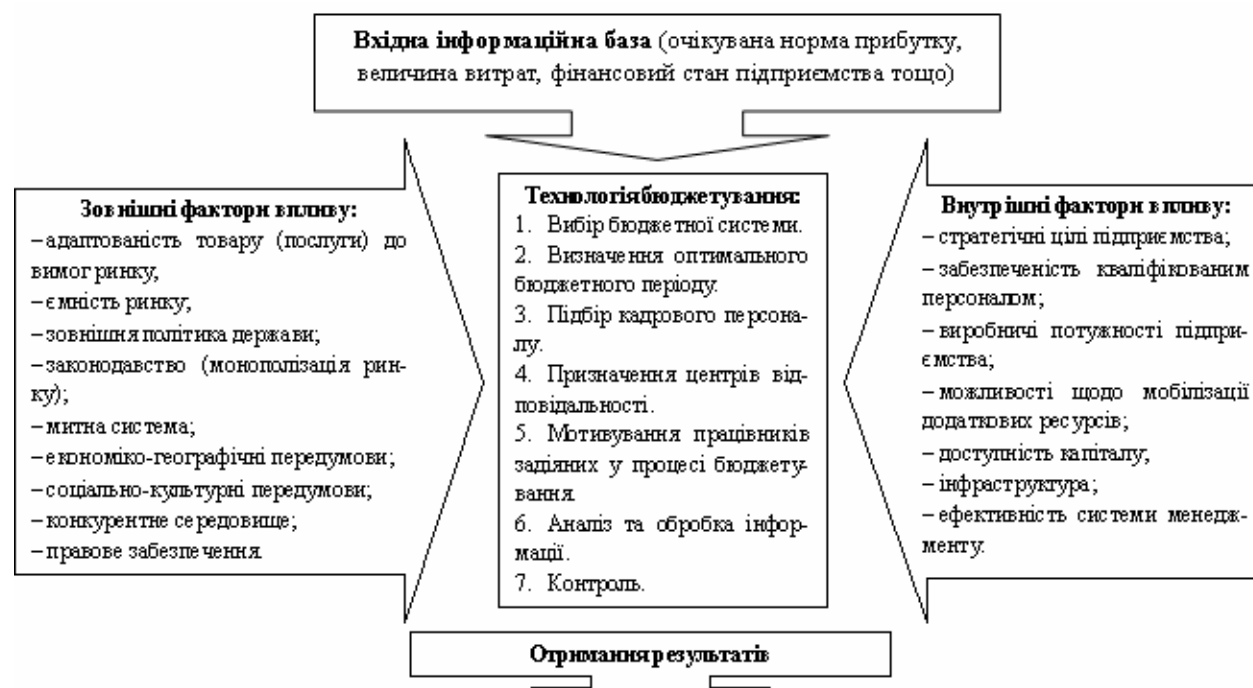 Вхідна інформаційна база (очікувана норма прибутку,
величина витрат, фінансовий стан підприємства тощо)
Зовнішні фактори впливу:
– адаптованість товару (послуги) до
вимог ринку;
– ємність ринку;
– зовнішня політика держави;
– законодавство (монополізація рин-
ку);
– митна система;
– економіко-географічні передумови;
– соціально-культурні передумови;
– конкурентне середовище;
– правове забезпечення.
Технологія бюджетування:
1. Вибір бюджетної системи.
2. Визначення оптимального
бюджетного періоду.
3. Підбір кадрового персона-
лу.
4. Призначення центрів від-
повідальності.
5. Мотивування працівників
задіяних у процесі бюджету-
вання.
6. Аналіз та обробка інфор-
мації.
7. Контроль.
Внутрішні фактори впливу:
– стратегічні цілі підприємства;
– забезпеченість кваліфікованим
персоналом;
– виробничі потужності підпри-
ємства;
– можливості щодо мобілізації
додаткових ресурсів;
– доступність капіталу;
– інфраструктура;
– ефективність системи менедж-
менту.
Отримання результатів